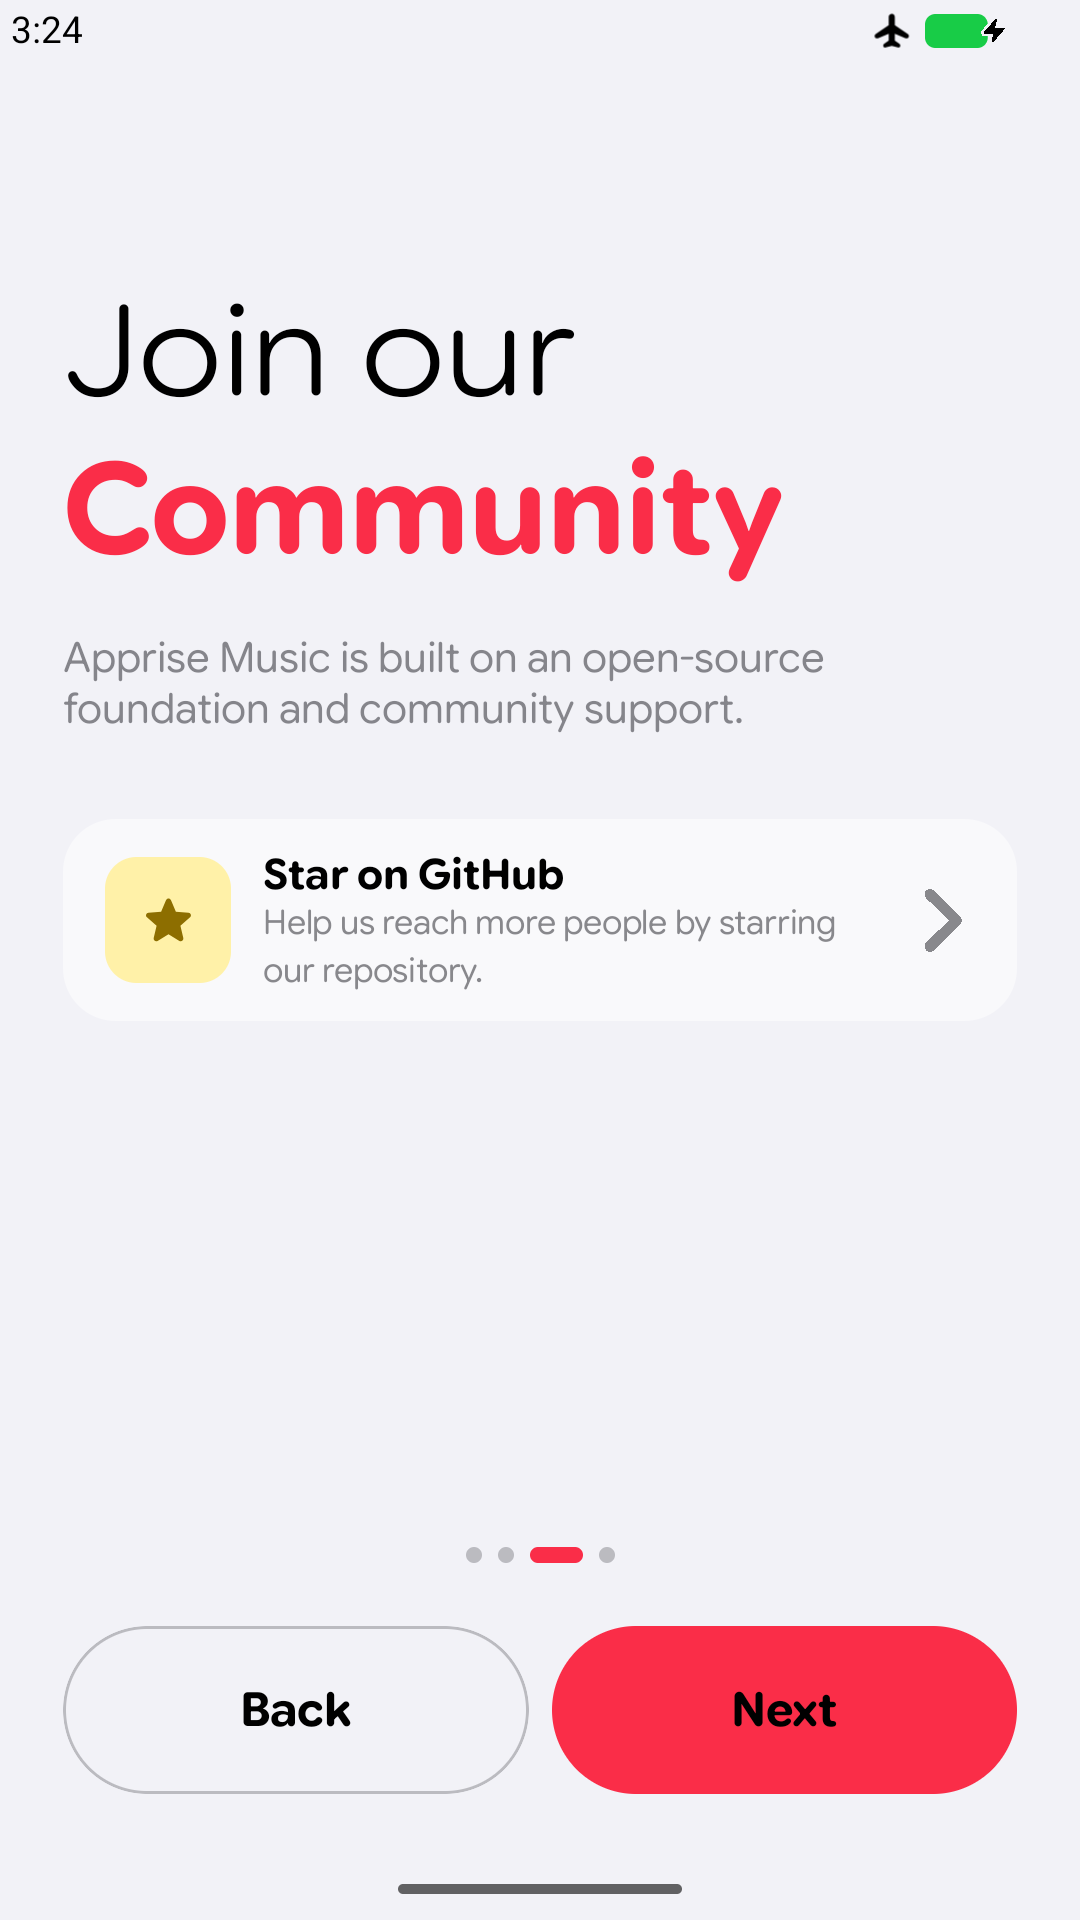 3:24
Join our
Community
Apprise Music is built on an open-source
foundation and community support.
Star on GitHub
Help us reach more people by starring
our repository.
Back
Next